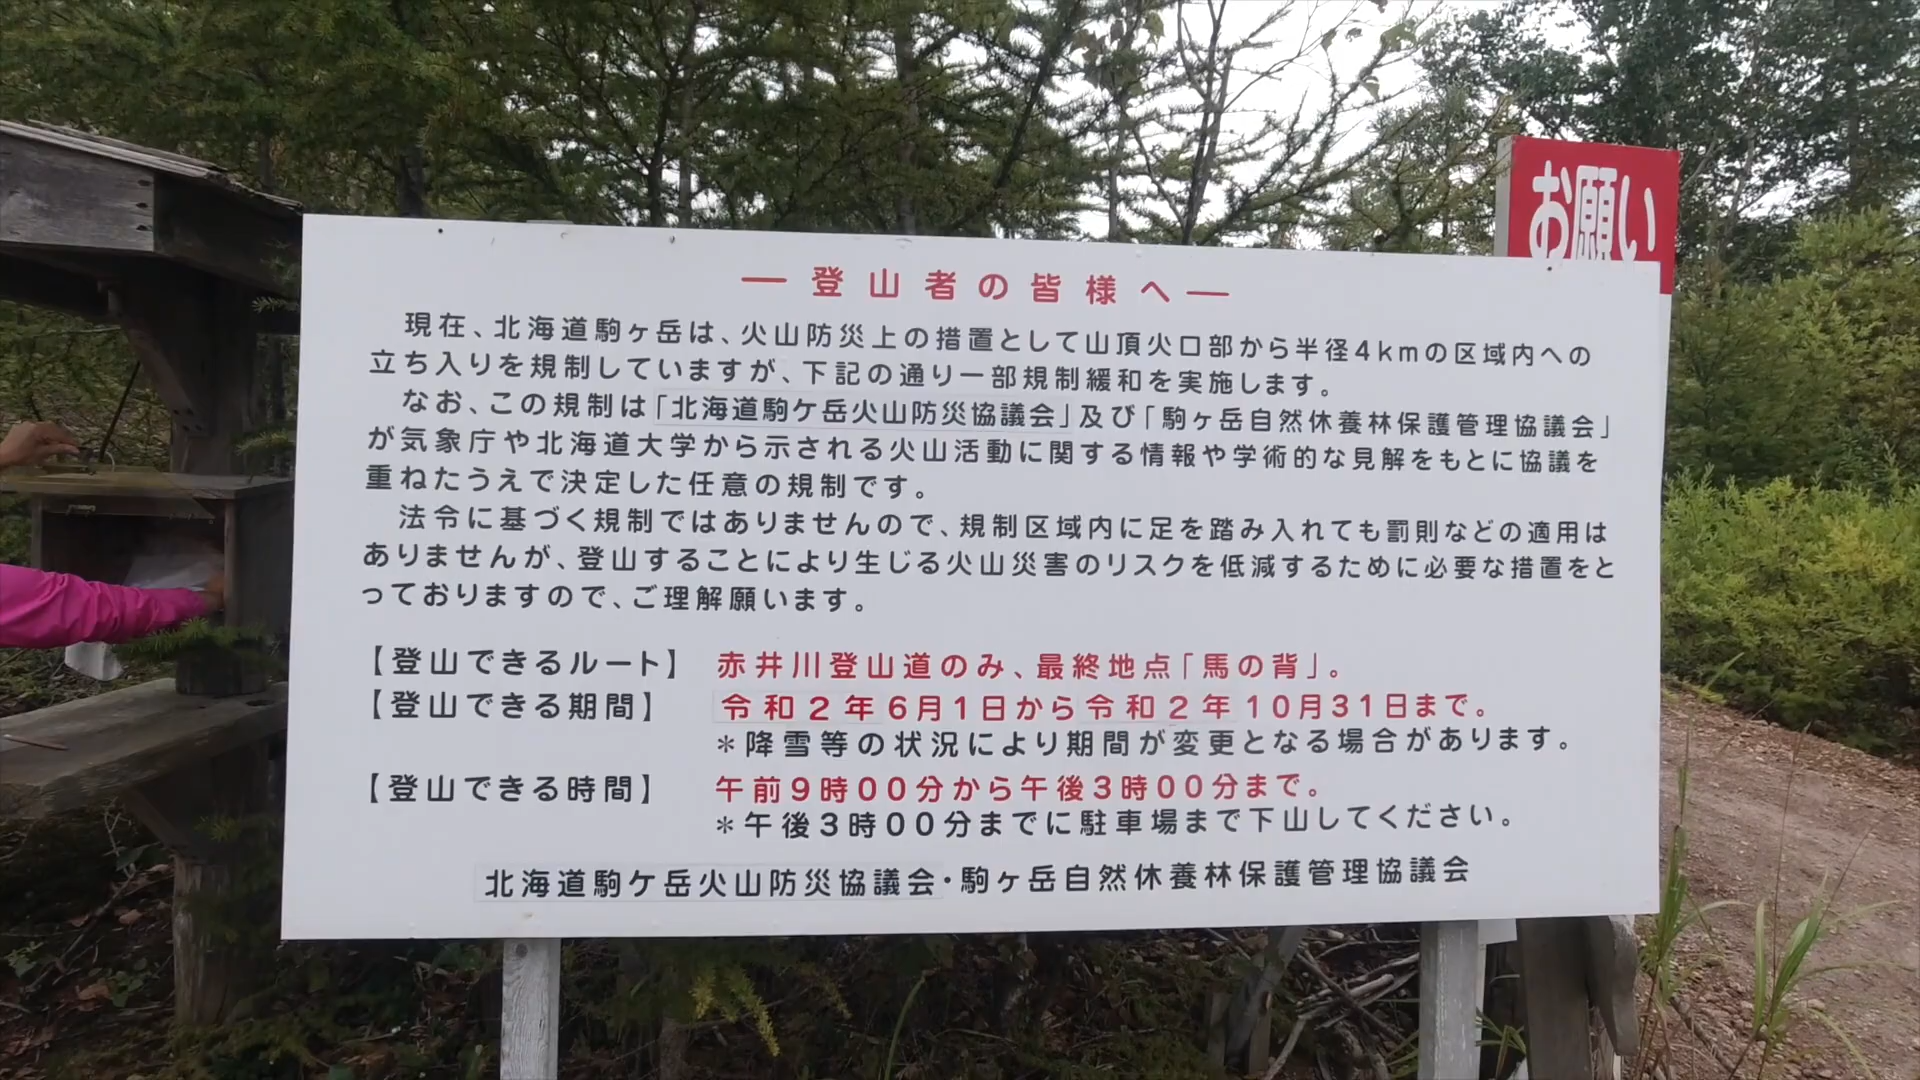 お願い
― 登山者の皆様へ ―
現在、北海道駒ヶ岳は、火山防災上の措置として山頂火口部から半径4kmの区域内への
立ち入りを規制していますが、下記の通り一部規制緩和を実施します。
なお、この規制は「北海道駒ケ岳火山防災協議会」及び「駒ヶ岳自然休養林保護管理協議会」
が気象庁や北海道大学から示される火山活動に関する情報や学術的な見解をもとに協議を
重ねたうえで決定した任意の規制です。
法令に基づく規制ではありませんので、規制区域内に足を踏み入れても罰則などの適用は
ありませんが、登山することにより生じる火山災害のリスクを低減するために必要な措置をと
っておりますので、ご理解願います。
【登山できるルート】 赤井川登山道のみ、最終地点「馬の背」。
【登山できる期間】 令和2年6月1日から令和2年10月31日まで。
＊降雪等の状況により期間が変更となる場合があります。
【登山できる時間】 午前9時00分から午後3時00分まで。
＊午後3時00分までに駐車場まで下山してください。
北海道駒ケ岳火山防災協議会・駒ヶ岳自然休養林保護管理協議会